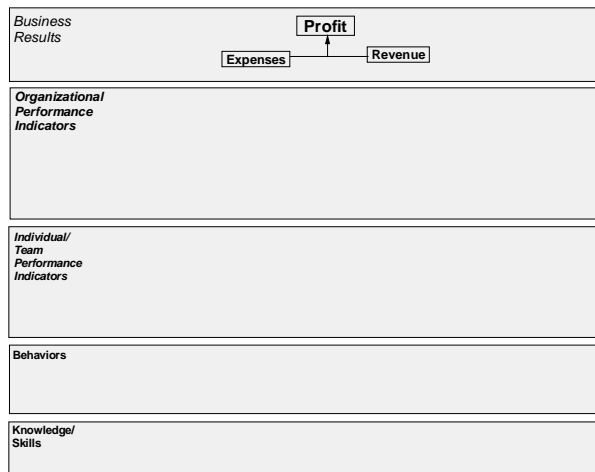 Business
Results
Profit
Expenses
Revenue
Organizational
Performance
Indicators
Individual/
Team
Performance
Indicators
Behaviors
Knowledge/
Skills